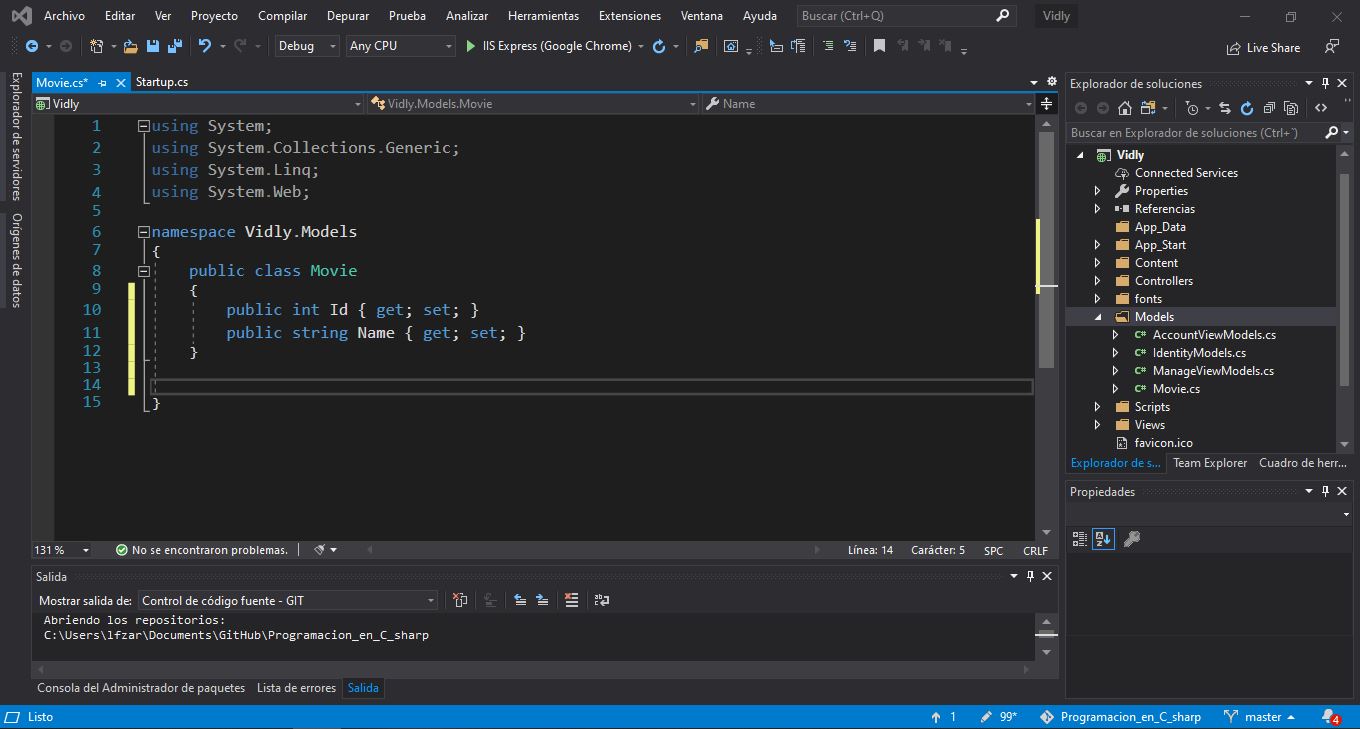 Archivo Editar Ver Proyecto Compilar Depurar Prueba Analizar Herramientas Extensiones Ventana Ayuda Buscar (Ctrl+Q) Vidly
Debug Any CPU IIS Express (Google Chrome) Live Share
Explorador de servidores
Orígenes de datos
Movie.cs* Startup.cs
Vidly Vidly.Models.Movie Name
1 using System;
2 using System.Collections.Generic;
3 using System.Linq;
4 using System.Web;
5
6 namespace Vidly.Models
7 {
8 public class Movie
9 {
10 public int Id { get; set; }
11 public string Name { get; set; }
12 }
13
14
15 }
131 % No se encontraron problemas. Línea: 14 Carácter: 5 SPC CRLF
Salida
Mostrar salida de: Control de código fuente - GIT
Abriendo los repositorios:
C:\Users\lfzar\Documents\GitHub\Programacion_en_C_sharp
Consola del Administrador de paquetes Lista de errores Salida
Explorador de soluciones
Buscar en Explorador de soluciones (Ctrl+¨)
Vidly
Connected Services
Properties
Referencias
App_Data
App_Start
Content
Controllers
fonts
Models
C# AccountViewModels.cs
C# IdentityModels.cs
C# ManageViewModels.cs
C# Movie.cs
Scripts
Views
favicon.ico
Explorador de s... Team Explorer Cuadro de herr...
Propiedades
Listo 1 99* Programacion_en_C_sharp master 4